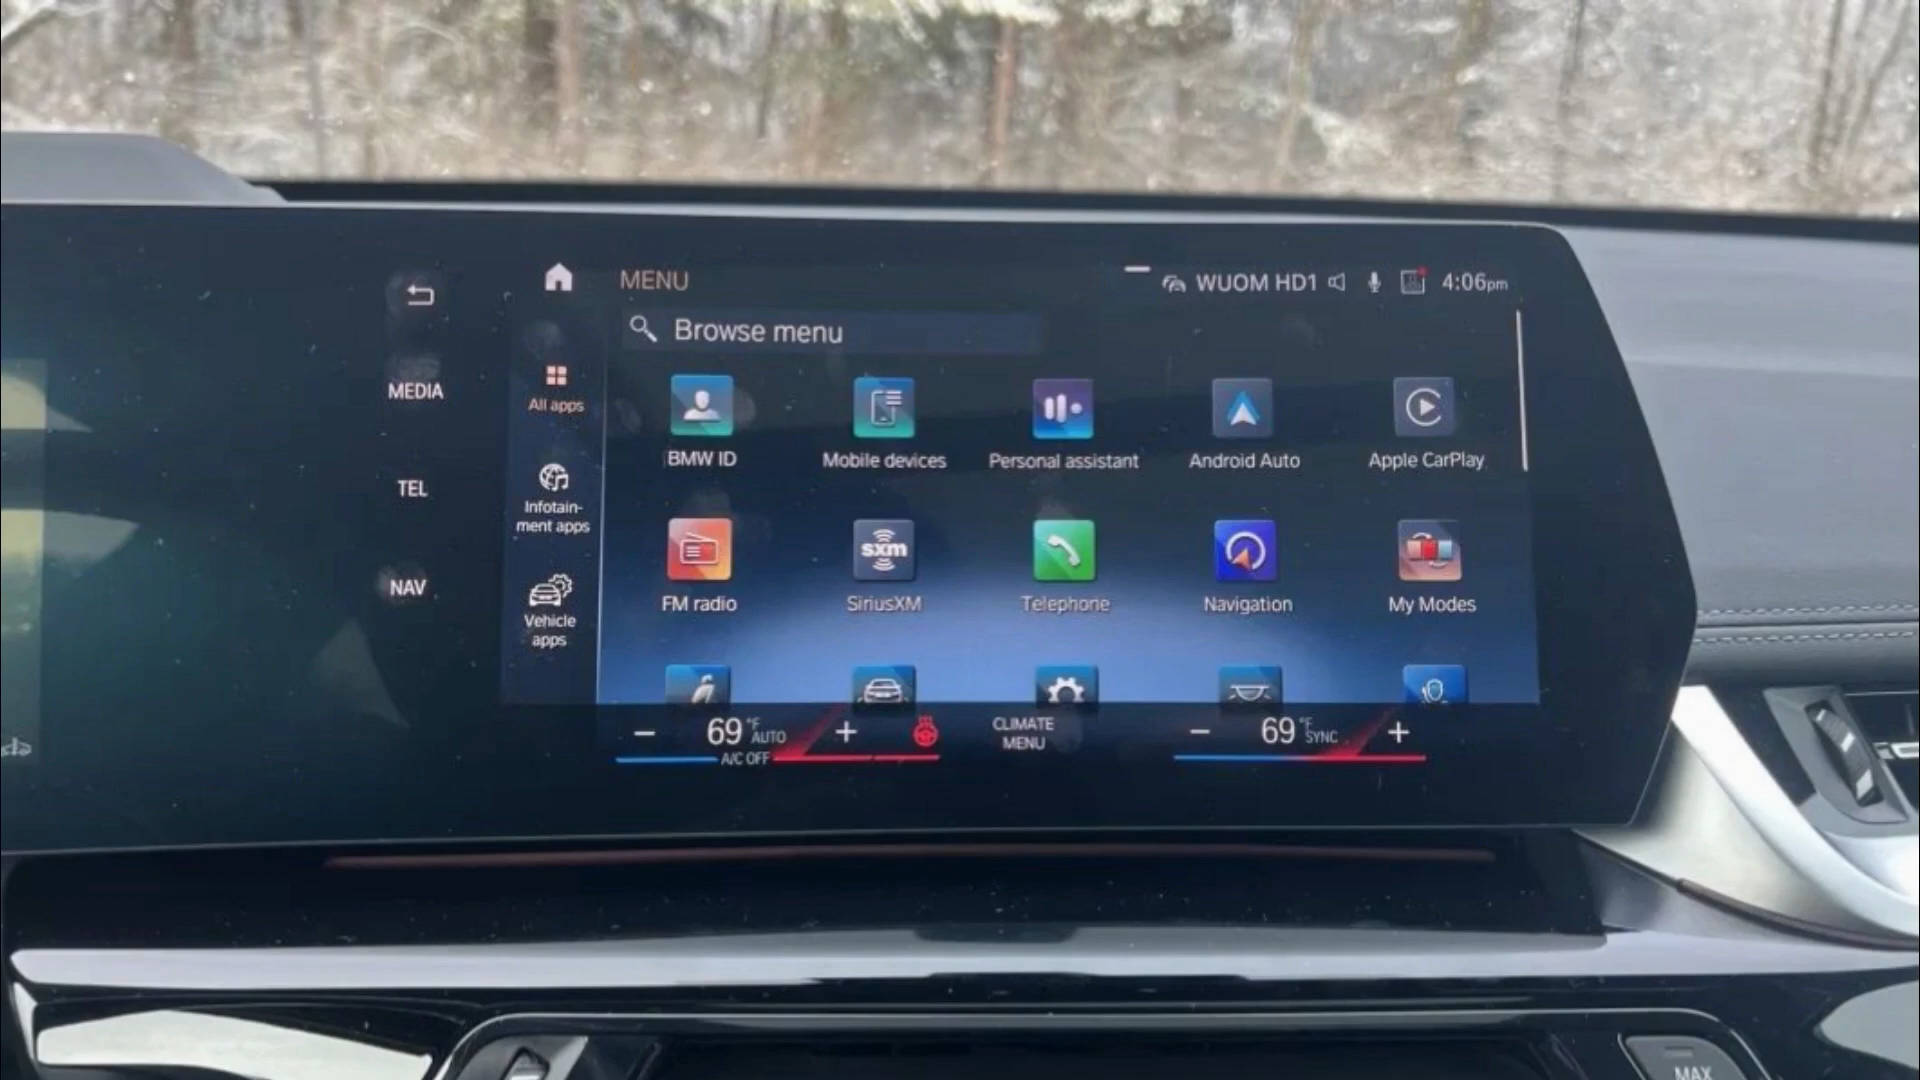 MENU
WUOM HD1
4:06pm
Browse menu
MEDIA
TEL
NAV
All apps
Infotain-
ment apps
Vehicle
apps
BMW ID
Mobile devices
Personal assistant
Android Auto
Apple CarPlay
FM radio
sxm
SiriusXM
Telephone
Navigation
My Modes
− 69 °F AUTO +
A/C OFF
CLIMATE
MENU
− 69 °F SYNC +
MAX